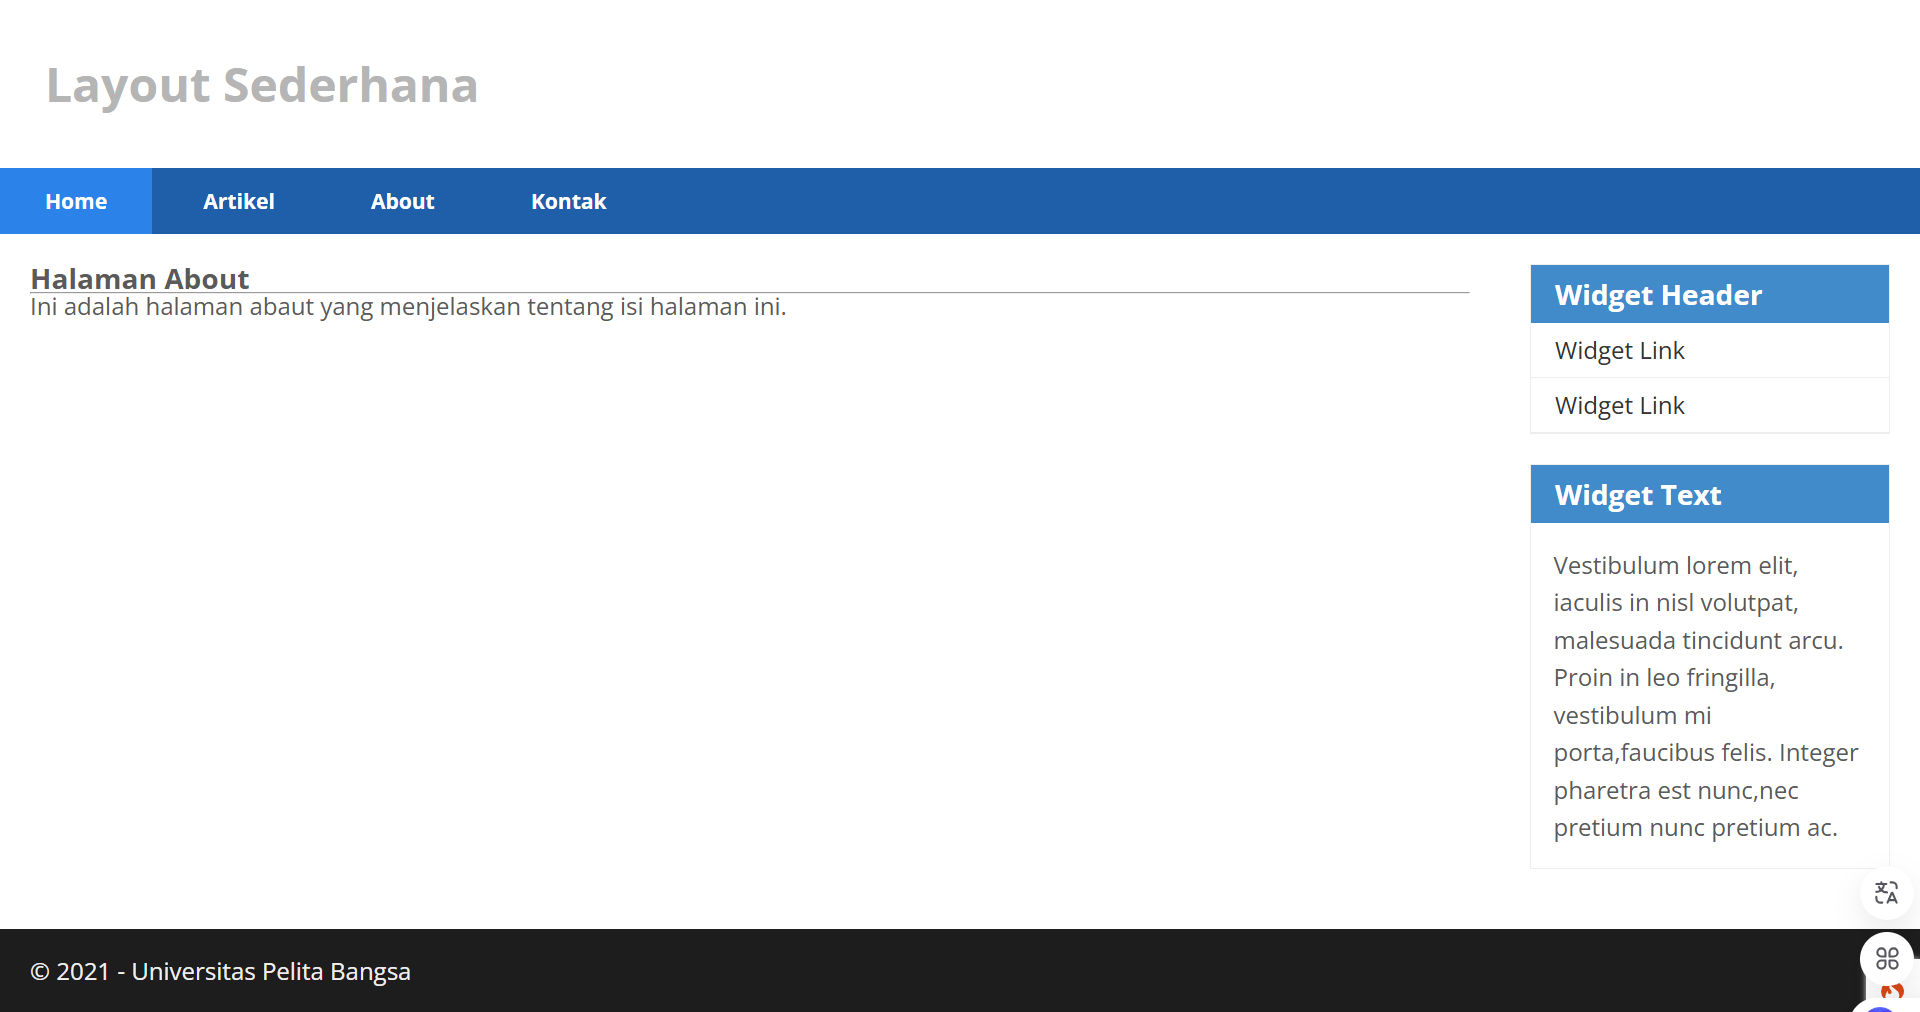 Layout Sederhana
Home Artikel About Kontak
Halaman About
Ini adalah halaman abaut yang menjelaskan tentang isi halaman ini.
Widget Header
Widget Link
Widget Link
Widget Text
Vestibulum lorem elit,
iaculis in nisl volutpat,
malesuada tincidunt arcu.
Proin in leo fringilla,
vestibulum mi
porta,faucibus felis. Integer
pharetra est nunc,nec
pretium nunc pretium ac.
© 2021 - Universitas Pelita Bangsa